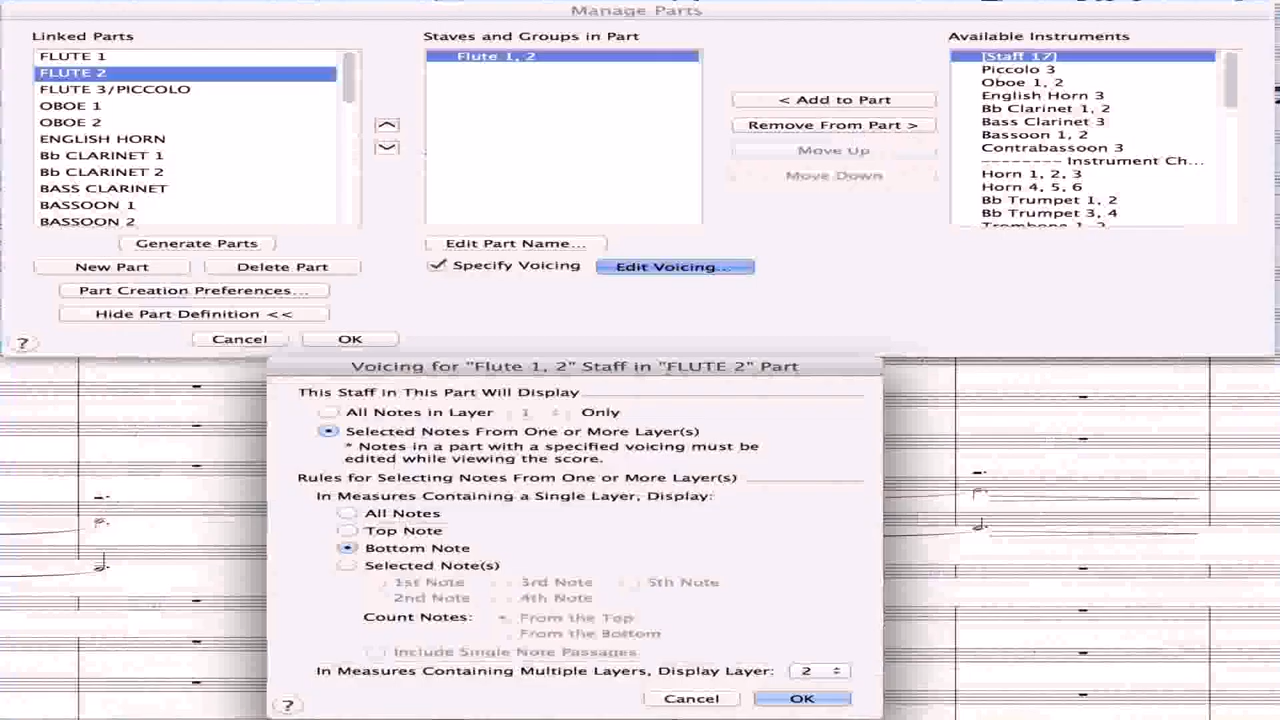 Manage Parts
Linked Parts
FLUTE 1
FLUTE 2
FLUTE 3/PICCOLO
OBOE 1
OBOE 2
ENGLISH HORN
Bb CLARINET 1
Bb CLARINET 2
BASS CLARINET
BASSOON 1
BASSOON 2
Generate Parts
New Part
Delete Part
Part Creation Preferences...
Hide Part Definition <<
?
Cancel
OK
Staves and Groups in Part
Flute 1, 2
Edit Part Name...
Specify Voicing
Edit Voicing...
< Add to Part
Remove From Part >
Move Up
Move Down
Available Instruments
[Staff 17]
Piccolo 3
Oboe 1, 2
English Horn 3
Bb Clarinet 1, 2
Bass Clarinet 3
Bassoon 1, 2
Contrabassoon 3
-------- Instrument Ch...
Horn 1, 2, 3
Horn 4, 5, 6
Bb Trumpet 1, 2
Bb Trumpet 3, 4
Trombone 1, 2
Voicing for "Flute 1, 2" Staff in "FLUTE 2" Part
This Staff in This Part Will Display
All Notes in Layer 1 Only
Selected Notes From One or More Layer(s)
* Notes in a part with a specified voicing must be
edited while viewing the score.
Rules for Selecting Notes From One or More Layer(s)
In Measures Containing a Single Layer, Display:
All Notes
Top Note
Bottom Note
Selected Note(s)
1st Note 3rd Note 5th Note
2nd Note 4th Note
Count Notes: From the Top
From the Bottom
Include Single Note Passages
In Measures Containing Multiple Layers, Display Layer: 2
?
Cancel
OK